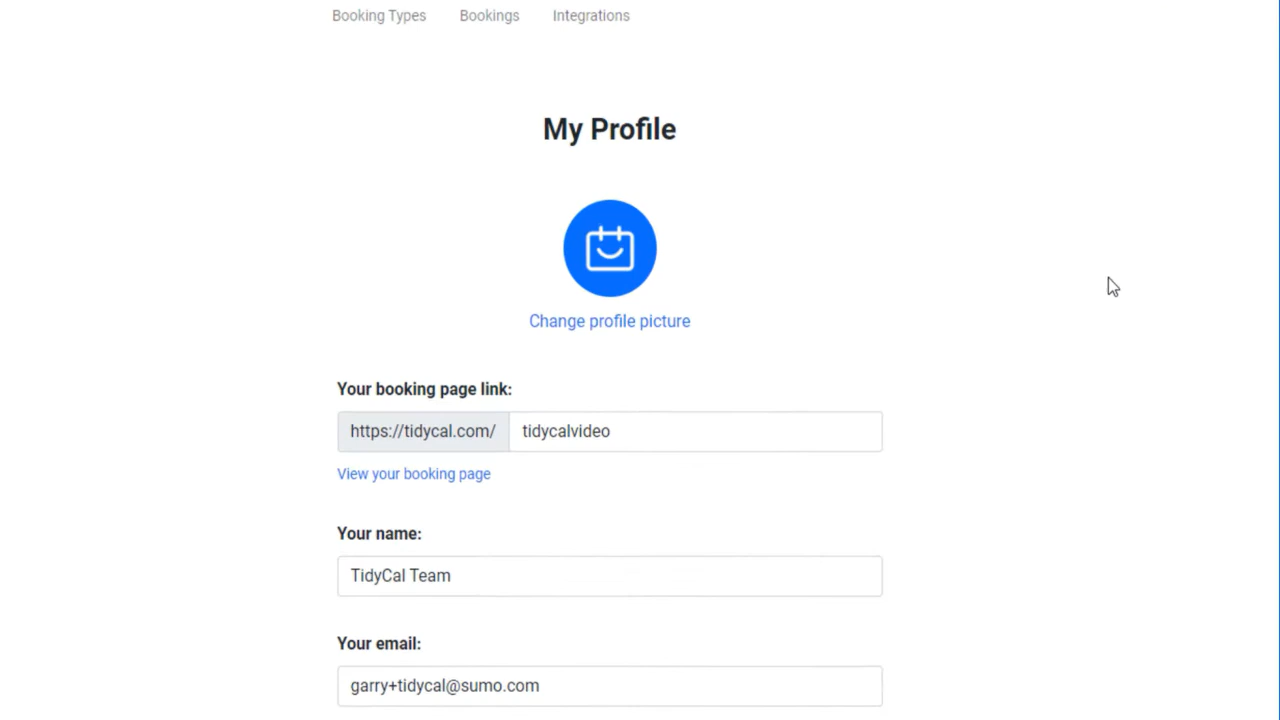 Booking Types Bookings Integrations
My Profile
Change profile picture
Your booking page link:
https://tidycal.com/ tidycalvideo
View your booking page
Your name:
TidyCal Team
Your email:
garry+tidycal@sumo.com